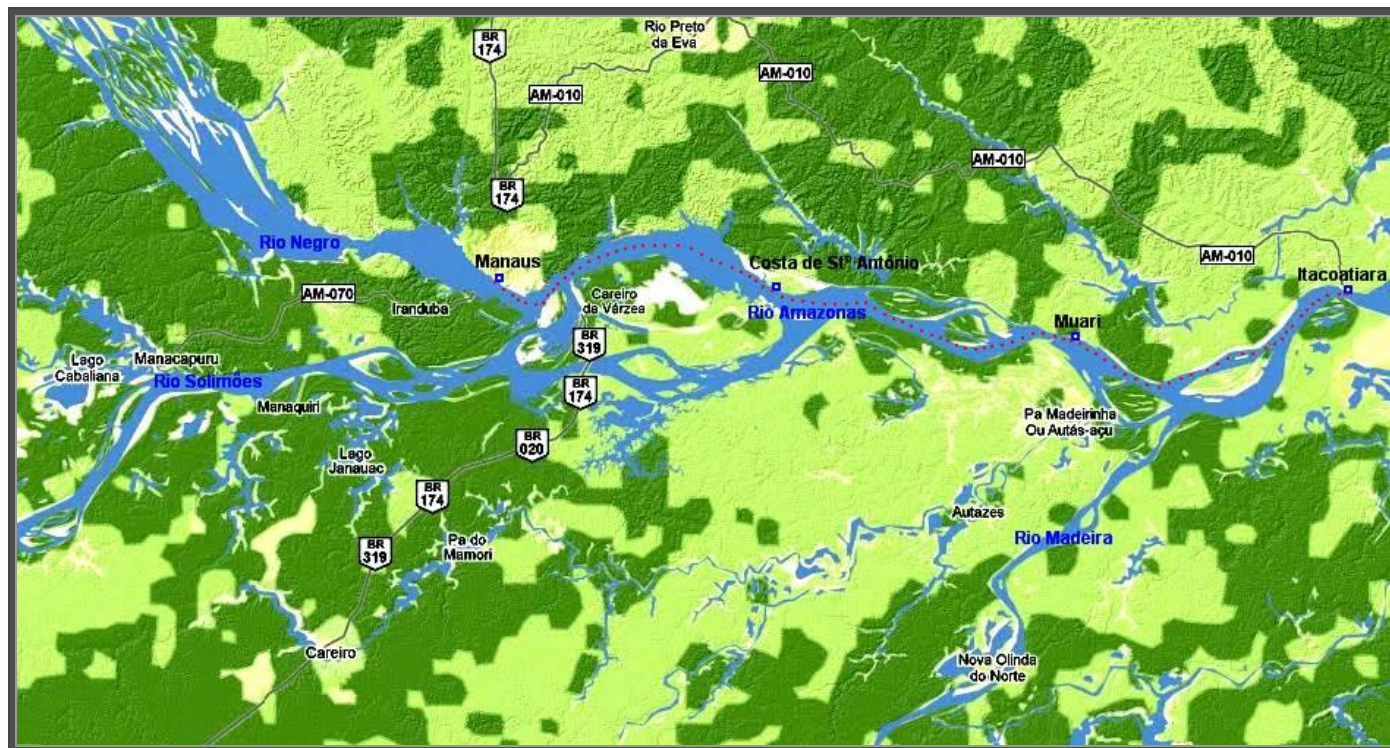 BR
174
Rio Preto
da Eva
AM-010
AM-010
AM-010
BR
174
Rio Negro
Manaus
Costa de Stº Antônio
AM-010
Itacoatiara
AM-070
Iranduba
Careiro
da Várzea
Rio Amazonas
Muari
BR
319
Lago
Cabaliana
Manacapuru
Rio Solimões
BR
174
Manaquiri
Pa Madeirinha
Ou Autás-açu
BR
020
Lago
Janauac
BR
174
Autazes
Pa do
Mamori
BR
319
Rio Madeira
Careiro
Nova Olinda
do Norte